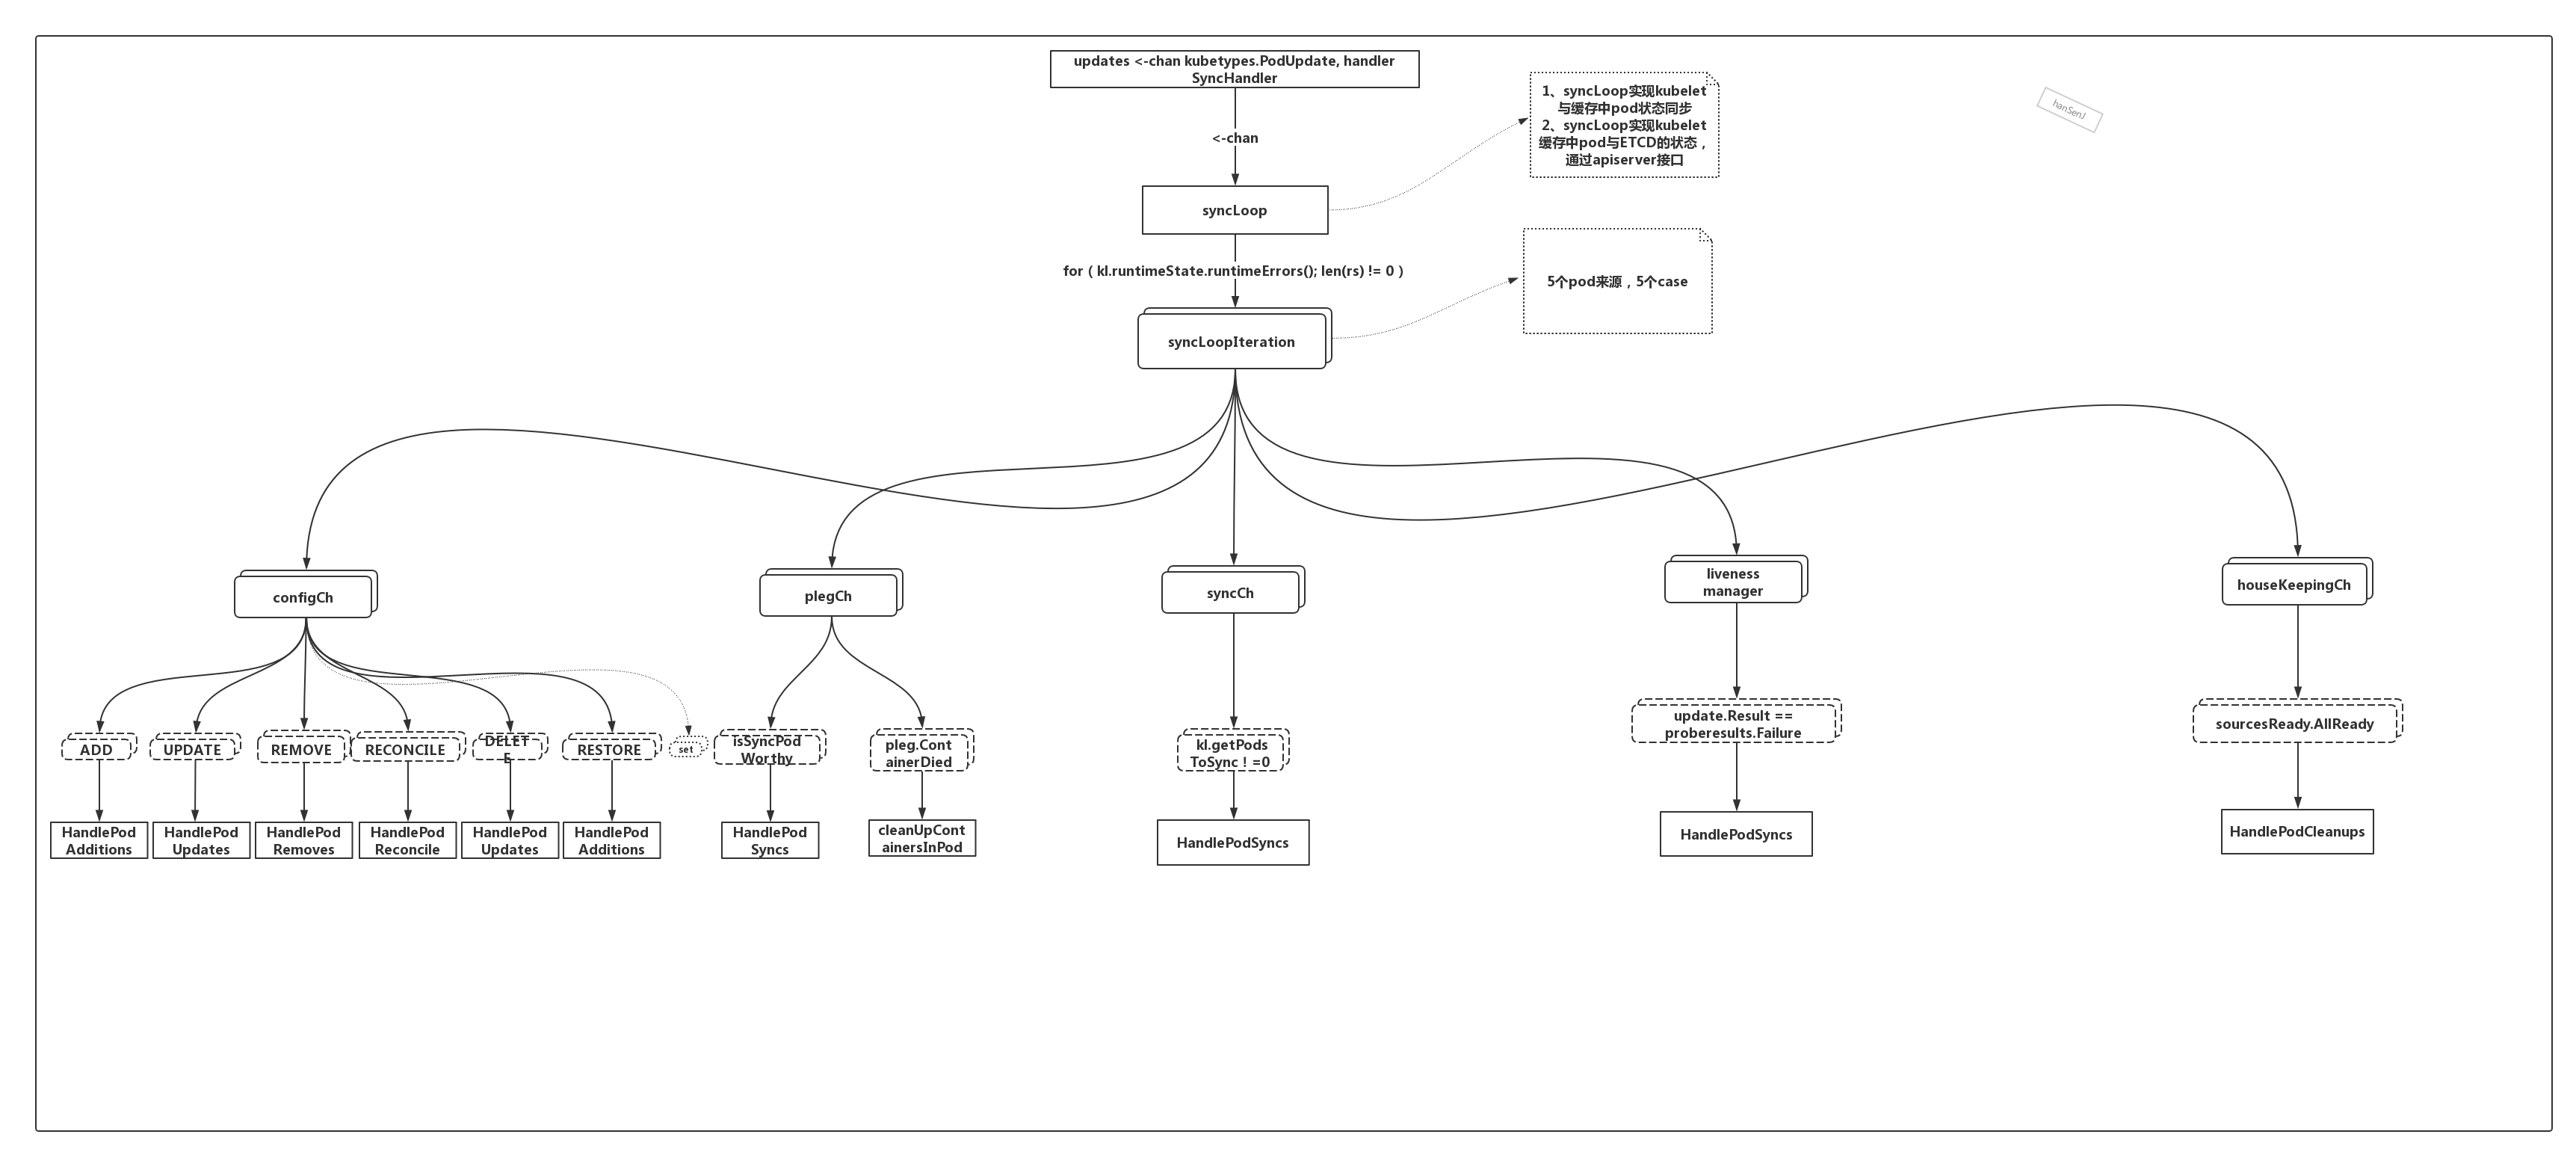 updates <-chan kubetypes.PodUpdate, handler
SyncHandler
1、syncLoop实现kubelet
与缓存中pod状态同步
2、syncLoop实现kubelet
缓存中pod与ETCD的状态，
通过apiserver接口
hanSenJ
<-chan
syncLoop
for（ kl.runtimeState.runtimeErrors(); len(rs) != 0 ）
5个pod来源，5个case
syncLoopIteration
configCh
plegCh
syncCh
liveness
manager
houseKeepingCh
ADD
UPDATE
REMOVE
RECONCILE
DELET
E
RESTORE
set
isSyncPod
Worthy
pleg.Cont
ainerDied
kl.getPods
ToSync！=0
update.Result ==
proberesults.Failure
sourcesReady.AllReady
HandlePod
Additions
HandlePod
Updates
HandlePod
Removes
HandlePod
Reconcile
HandlePod
Updates
HandlePod
Additions
HandlePod
Syncs
cleanUpCont
ainersInPod
HandlePodSyncs
HandlePodSyncs
HandlePodCleanups